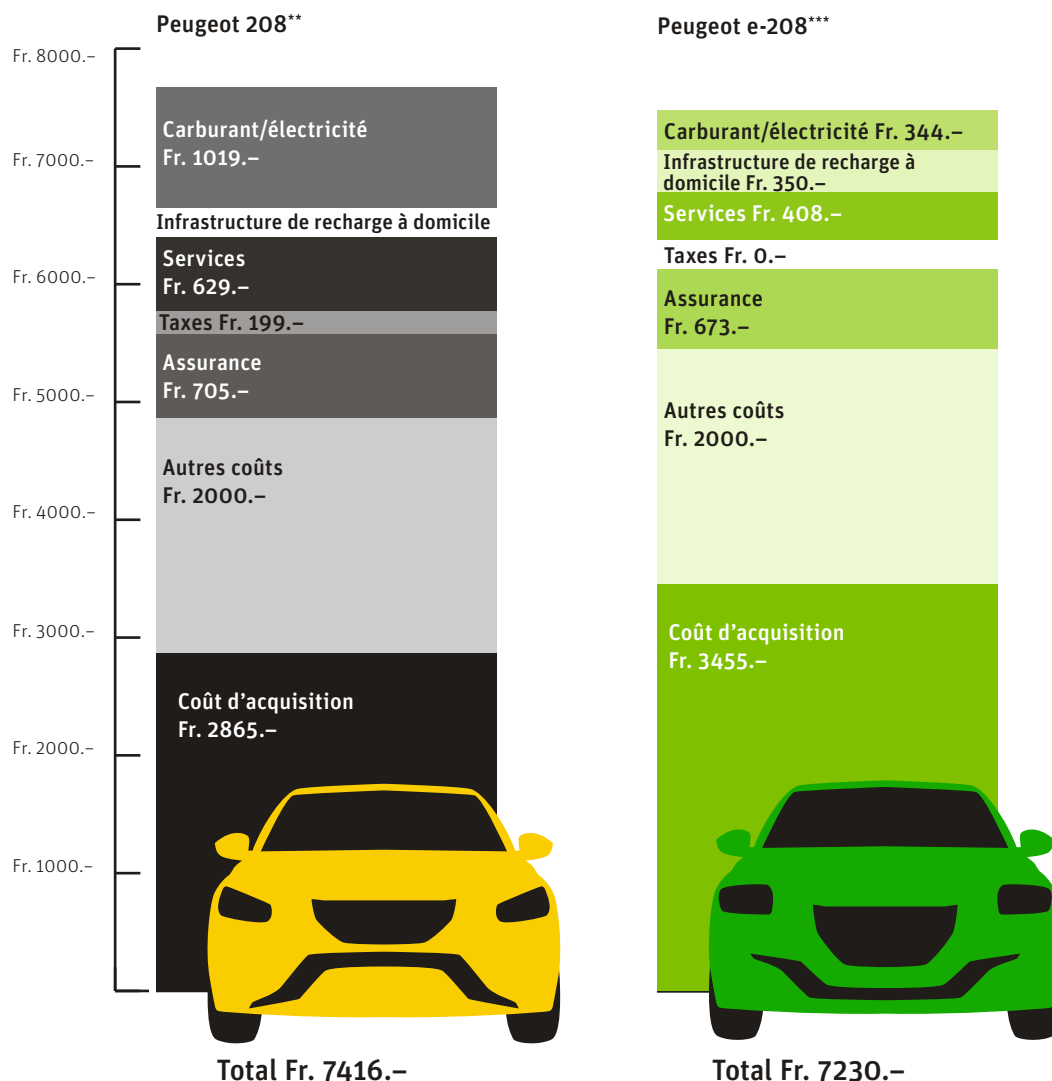 Peugeot 208**
Fr. 8000.–
Fr. 7000.–
Fr. 6000.–
Fr. 5000.–
Fr. 4000.–
Fr. 3000.–
Fr. 2000.–
Fr. 1000.–
Carburant/électricité
Fr. 1019.–
Infrastructure de recharge à domicile
Services
Fr. 629.–
Taxes Fr. 199.–
Assurance
Fr. 705.–
Autres coûts
Fr. 2000.–
Coût d’acquisition
Fr. 2865.–
Total Fr. 7416.–
Peugeot e-208***
Carburant/électricité Fr. 344.–
Infrastructure de recharge à
domicile Fr. 350.–
Services Fr. 408.–
Taxes Fr. 0.–
Assurance
Fr. 673.–
Autres coûts
Fr. 2000.–
Coût d’acquisition
Fr. 3455.–
Total Fr. 7230.–